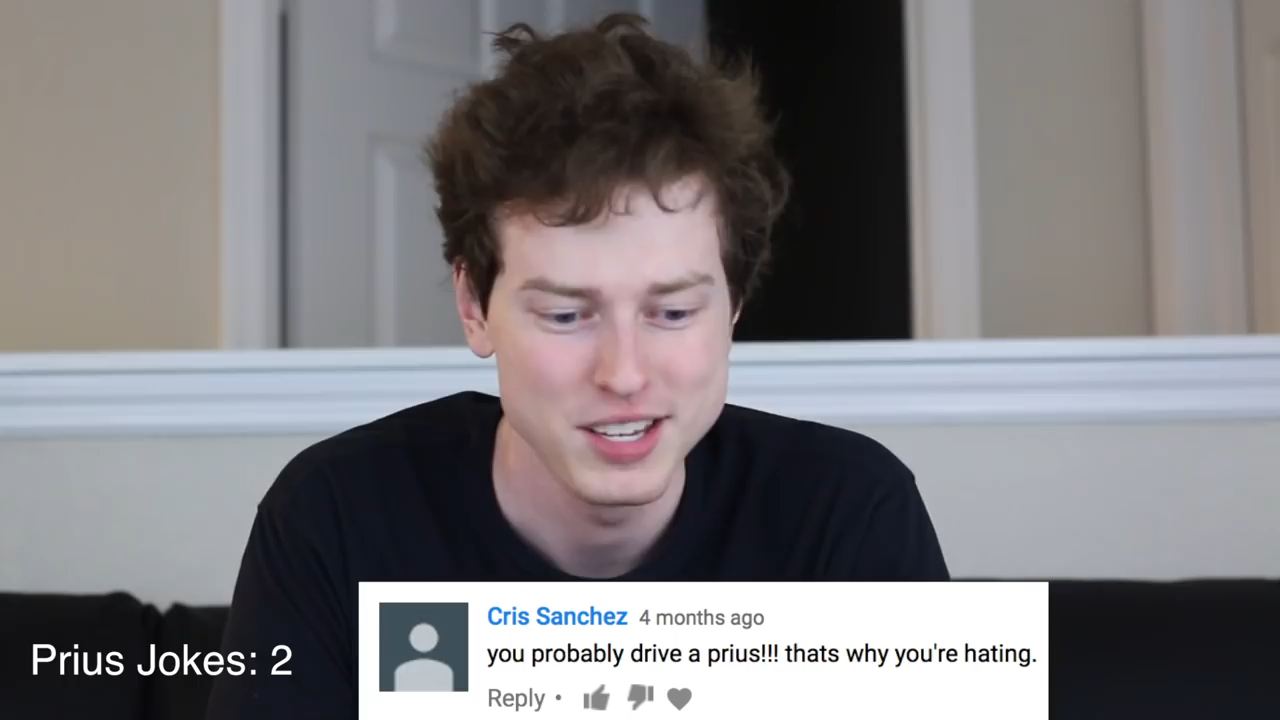 Cris Sanchez 4 months ago
you probably drive a prius!!! thats why you're hating.
Reply •
Prius Jokes: 2